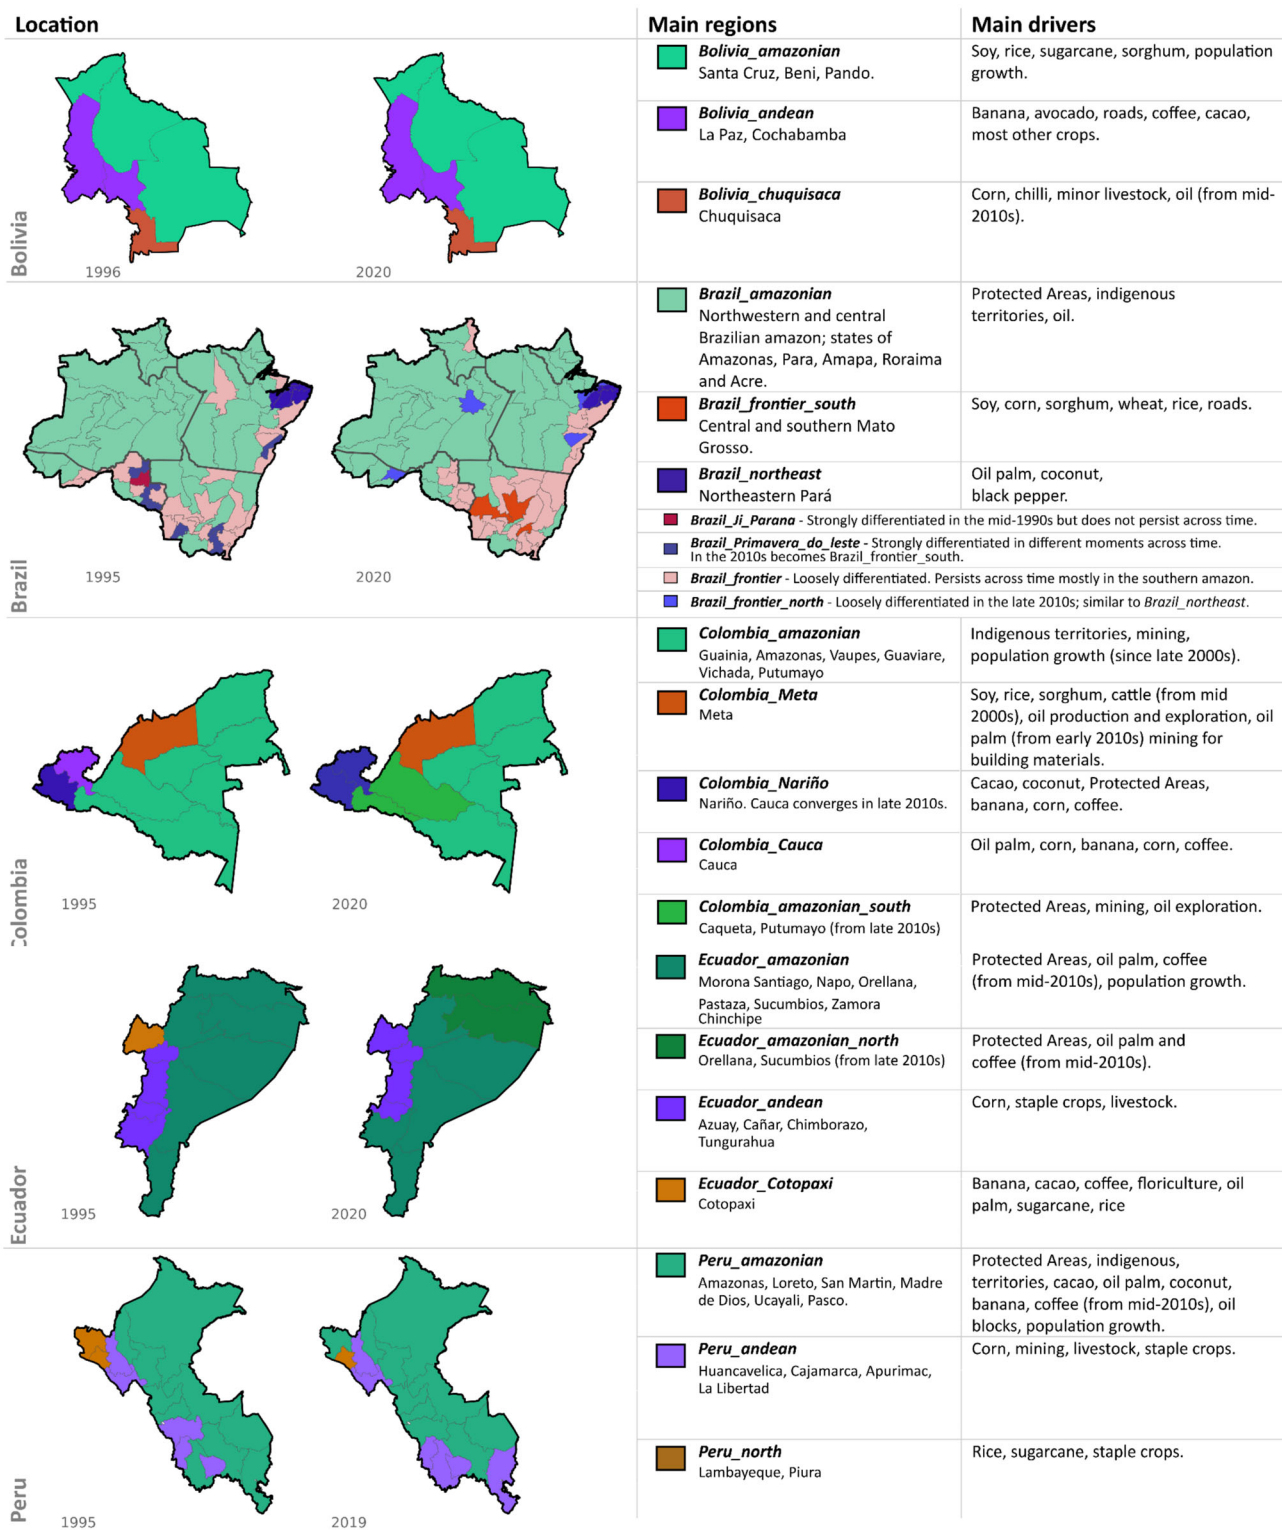 Location
Main regions
Main drivers
Bolivia
1996
2020
Bolivia_amazonian
Santa Cruz, Beni, Pando.
Soy, rice, sugarcane, sorghum, population
growth.
Bolivia_andean
La Paz, Cochabamba
Banana, avocado, roads, coffee, cacao,
most other crops.
Bolivia_chuquisaca
Chuquisaca
Corn, chilli, minor livestock, oil (from mid-
2010s).
Brazil
1995
2020
Brazil_amazonian
Northwestern and central
Brazilian amazon; states of
Amazonas, Para, Amapa, Roraima
and Acre.
Protected Areas, indigenous
territories, oil.
Brazil_frontier_south
Central and southern Mato
Grosso.
Soy, corn, sorghum, wheat, rice, roads.
Brazil_northeast
Northeastern Pará
Oil palm, coconut,
black pepper.
Brazil_Ji_Parana - Strongly differentiated in the mid-1990s but does not persist across time.
Brazil_Primavera_do_leste - Strongly differentiated in different moments across time.
In the 2010s becomes Brazil_frontier_south.
Brazil_frontier - Loosely differentiated. Persists across time mostly in the southern amazon.
Brazil_frontier_north - Loosely differentiated in the late 2010s; similar to Brazil_northeast.
Colombia
1995
2020
Colombia_amazonian
Guainia, Amazonas, Vaupes, Guaviare,
Vichada, Putumayo
Indigenous territories, mining,
population growth (since late 2000s).
Colombia_Meta
Meta
Soy, rice, sorghum, cattle (from mid
2000s), oil production and exploration, oil
palm (from early 2010s) mining for
building materials.
Colombia_Nariño
Nariño. Cauca converges in late 2010s.
Cacao, coconut, Protected Areas,
banana, corn, coffee.
Colombia_Cauca
Cauca
Oil palm, corn, banana, corn, coffee.
Colombia_amazonian_south
Caqueta, Putumayo (from late 2010s)
Protected Areas, mining, oil exploration.
Ecuador
1995
2020
Ecuador_amazonian
Morona Santiago, Napo, Orellana,
Pastaza, Sucumbios, Zamora
Chinchipe
Protected Areas, oil palm, coffee
(from mid-2010s), population growth.
Ecuador_amazonian_north
Orellana, Sucumbios (from late 2010s)
Protected Areas, oil palm and
coffee (from mid-2010s).
Ecuador_andean
Azuay, Cañar, Chimborazo,
Tungurahua
Corn, staple crops, livestock.
Ecuador_Cotopaxi
Cotopaxi
Banana, cacao, coffee, floriculture, oil
palm, sugarcane, rice
Peru
1995
2019
Peru_amazonian
Amazonas, Loreto, San Martin, Madre
de Dios, Ucayali, Pasco.
Protected Areas, indigenous,
territories, cacao, oil palm, coconut,
banana, coffee (from mid-2010s), oil
blocks, population growth.
Peru_andean
Huancavelica, Cajamarca, Apurimac,
La Libertad
Corn, mining, livestock, staple crops.
Peru_north
Lambayeque, Piura
Rice, sugarcane, staple crops.